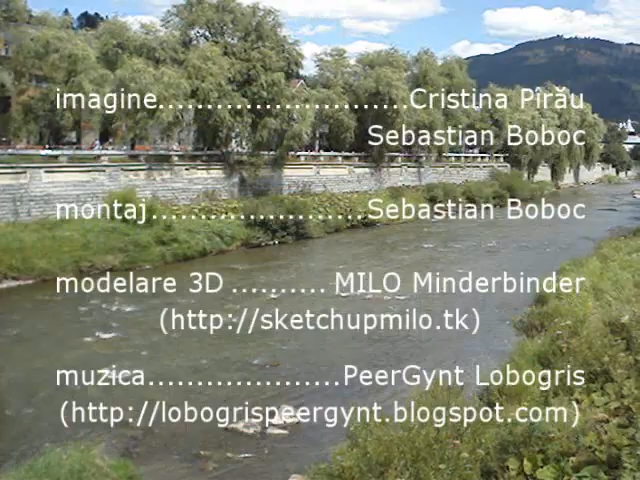 imagine..........................Cristina Pîrău
Sebastian Boboc
montaj......................Sebastian Boboc
modelare 3D .......... MILO Minderbinder
(http://sketchupmilo.tk)
muzica....................PeerGynt Lobogris
(http://lobogrispeergynt.blogspot.com)